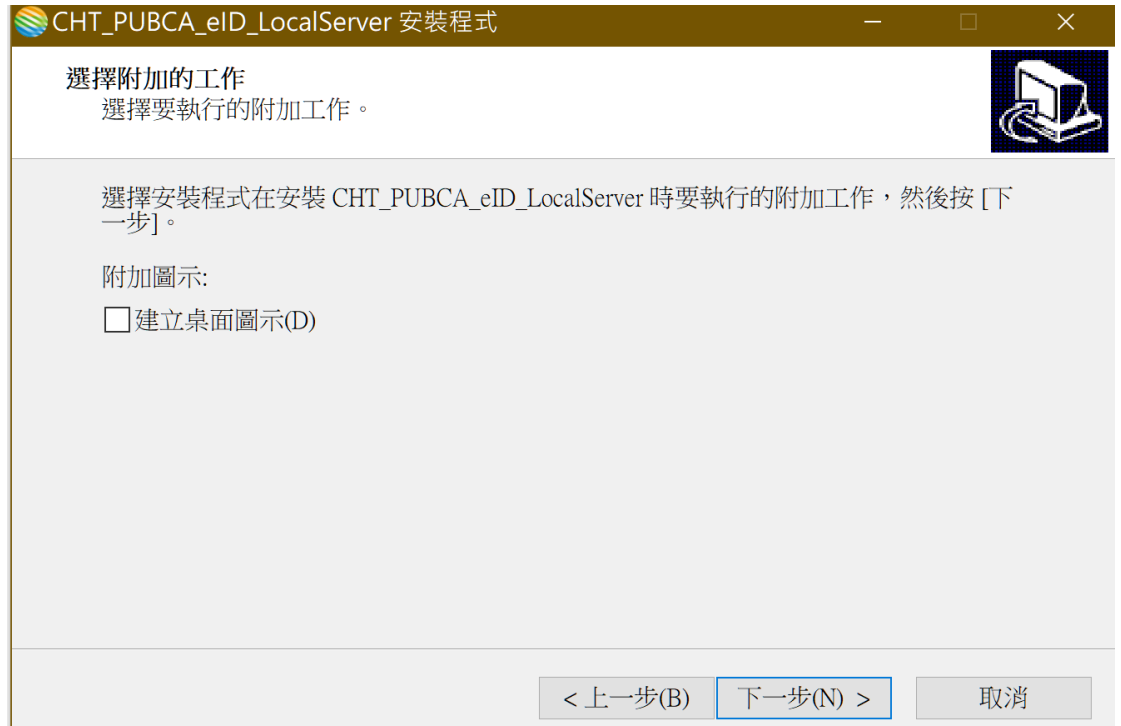 CHT_PUBCA_eID_LocalServer 安裝程式
選擇附加的工作
選擇要執行的附加工作。
選擇安裝程式在安裝 CHT_PUBCA_eID_LocalServer 時要執行的附加工作，然後按 [下
一步]。
附加圖示:
建立桌面圖示(D)
< 上一步(B) 下一步(N) > 取消